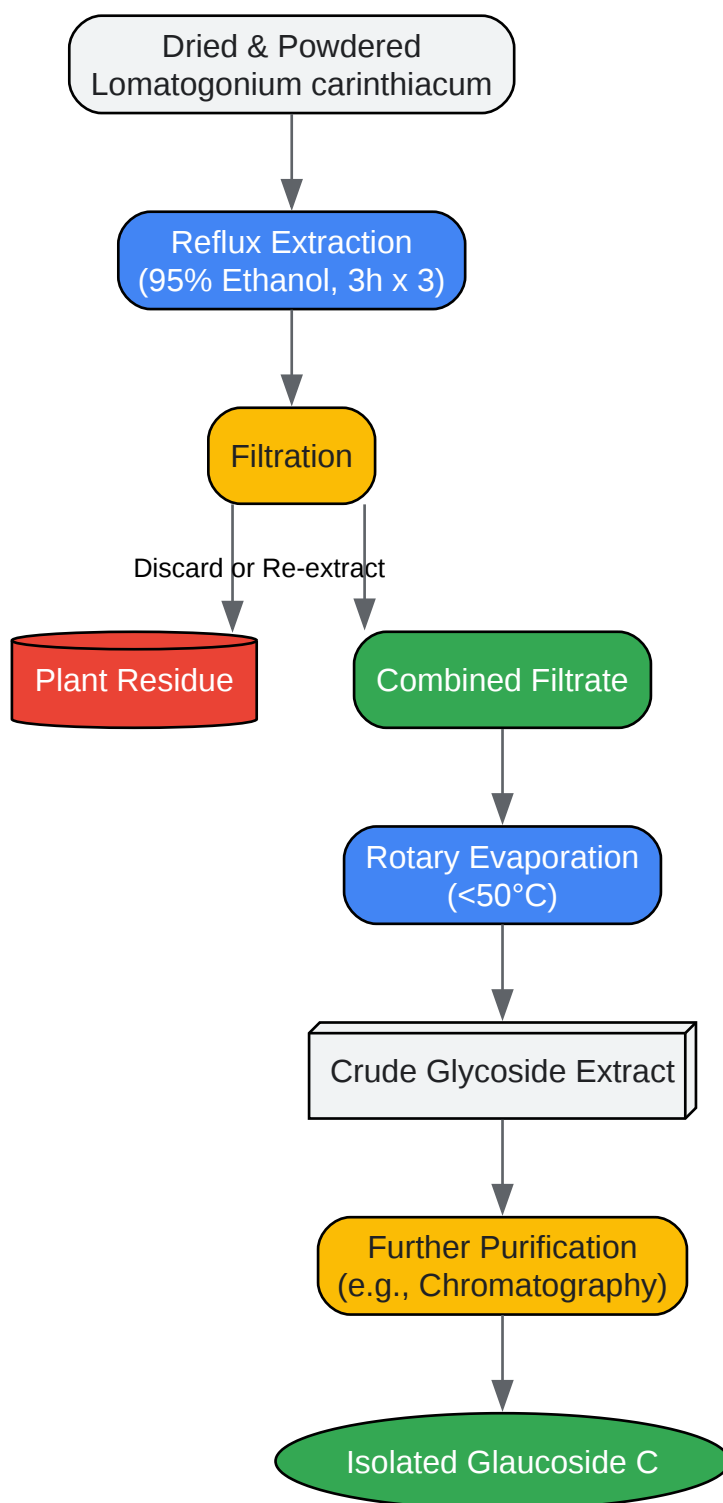 Dried & Powdered
Lomatogonium carinthiacum
Reflux Extraction
(95% Ethanol, 3h x 3)
Filtration
Discard or Re-extract
Plant Residue
Combined Filtrate
Rotary Evaporation
(<50°C)
Crude Glycoside Extract
Further Purification
(e.g., Chromatography)
Isolated Glaucoside C